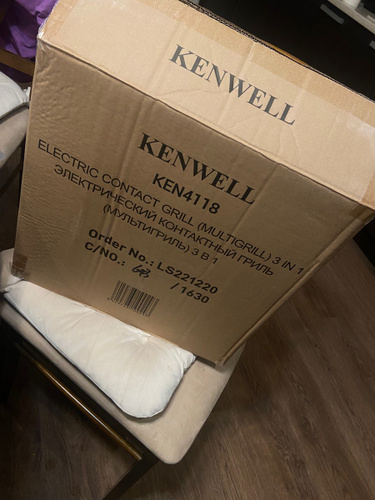 KENWELL
KENWELL
KEN4118
ELECTRIC CONTACT GRILL (MULTIGRILL) 3 IN 1
ЭЛЕКТРИЧЕСКИЙ КОНТАКТНЫЙ ГРИЛЬ
(МУЛЬТИГРИЛЬ) 3 В 1
Order No.: LS221220
C/NO.: / 1630